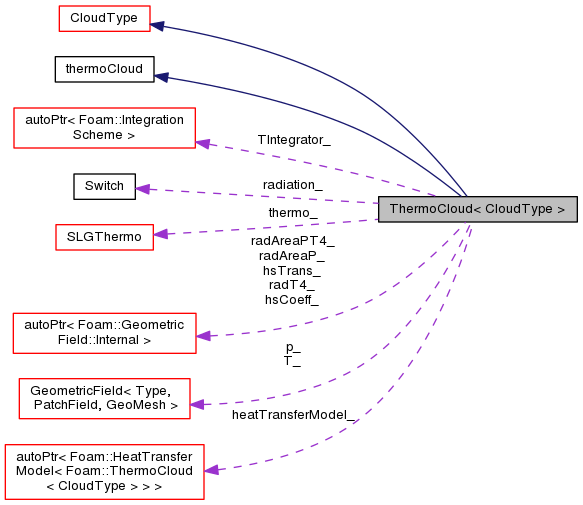 CloudType
thermoCloud
autoPtr< Foam::Integration
Scheme >
TIntegrator_
Switch
radiation_
ThermoCloud< CloudType >
thermo_
SLGThermo
radAreaPT4_
radAreaP_
hsTrans_
radT4_
hsCoeff_
autoPtr< Foam::Geometric
Field::Internal >
p_
T_
GeometricField< Type,
PatchField, GeoMesh >
heatTransferModel_
autoPtr< Foam::HeatTransfer
Model< Foam::ThermoCloud
< CloudType > > >